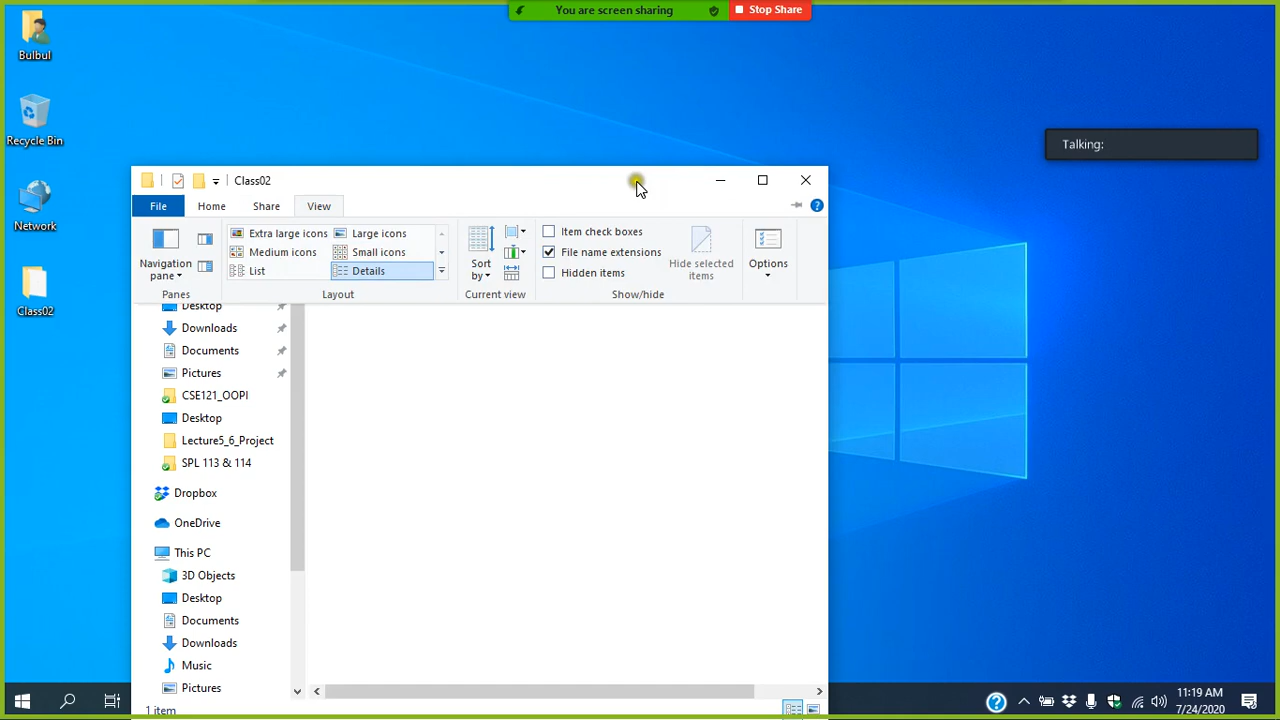 You are screen sharing
Stop Share
Bulbul
Recycle Bin
Network
Class02
Talking:
Class02
File
Home
Share
View
Navigation pane
Panes
Extra large icons
Large icons
Medium icons
Small icons
List
Details
Layout
Sort by
Current view
Item check boxes
File name extensions
Hidden items
Hide selected items
Show/hide
Options
Desktop
Downloads
Documents
Pictures
CSE121_OOPI
Desktop
Lecture5_6_Project
SPL 113 & 114
Dropbox
OneDrive
This PC
3D Objects
Desktop
Documents
Downloads
Music
Pictures
1 item
11:19 AM
7/24/2020